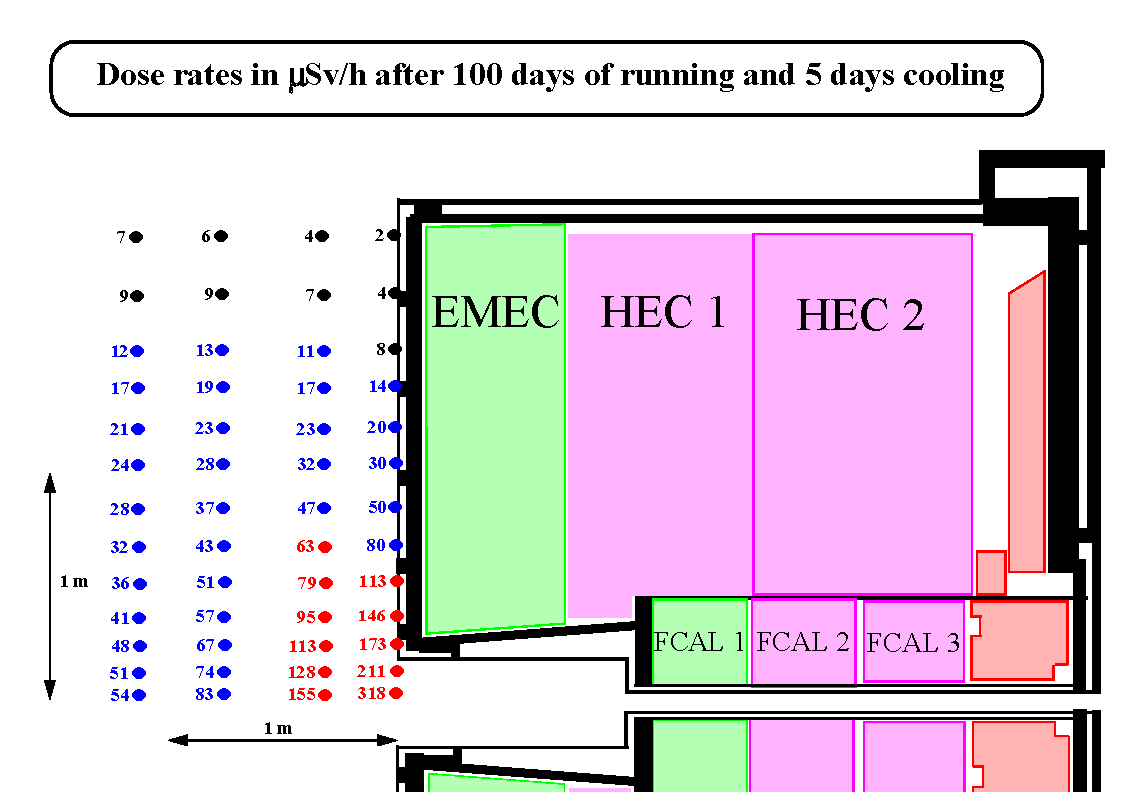 Dose rates in μSv/h after 100 days of running and 5 days cooling
7 6 4 2
9 9 7 4
EMEC HEC 1 HEC 2
12 13 11 8
17 19 17 14
21 23 23 20
24 28 32 30
28 37 47 50
32 43 63 80
1 m 36 51 79 113
41 57 95 146
48 67 113 173
FCAL 1 FCAL 2 FCAL 3
51 74 128 211
54 83 155 318
1 m